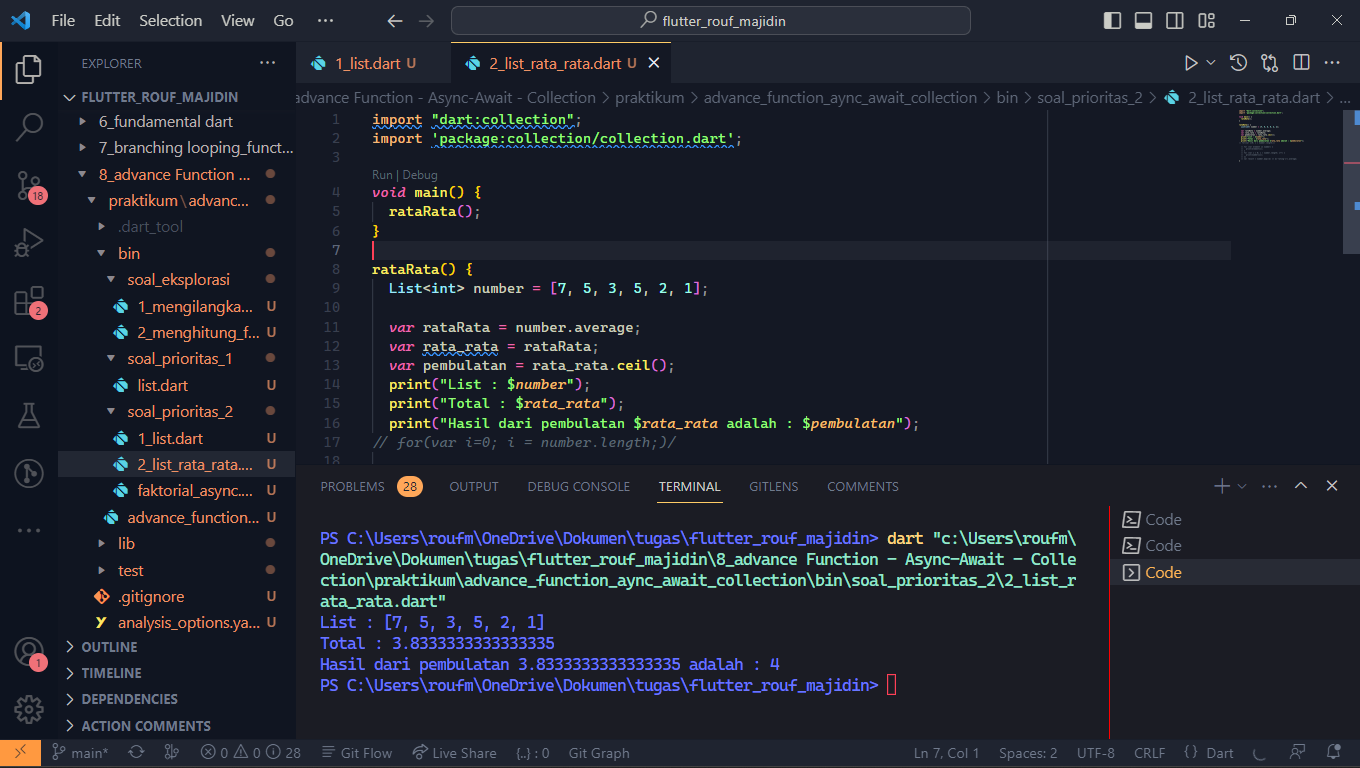 File Edit Selection View Go ··· flutter_rouf_majidin
EXPLORER ···
FLUTTER_ROUF_MAJIDIN
6_fundamental dart
7_branching looping_funct...
8_advance Function ...
praktikum\advanc...
.dart_tool
bin
soal_eksplorasi
1_mengilangka... U
2_menghitung_f... U
soal_prioritas_1
list.dart U
soal_prioritas_2
1_list.dart U
2_list_rata_rata.... U
faktorial_async.... U
advance_function... U
lib
test
.gitignore U
analysis_options.ya... U
OUTLINE
TIMELINE
DEPENDENCIES
ACTION COMMENTS
18
2
1
1_list.dart U 2_list_rata_rata.dart U
advance Function - Async-Await - Collection > praktikum > advance_function_aync_await_collection > bin > soal_prioritas_2 > 2_list_rata_rata.dart > ...
1 import "dart:collection";
2 import 'package:collection/collection.dart';
3
Run | Debug
4 void main() {
5 rataRata();
6 }
7
8 rataRata() {
9 List<int> number = [7, 5, 3, 5, 2, 1];
10
11 var rataRata = number.average;
12 var rata_rata = rataRata;
13 var pembulatan = rata_rata.ceil();
14 print("List : $number");
15 print("Total : $rata_rata");
16 print("Hasil dari pembulatan $rata_rata adalah : $pembulatan");
17 // for(var i=0; i = number.length;)/
18
PROBLEMS 28 OUTPUT DEBUG CONSOLE TERMINAL GITLENS COMMENTS
PS C:\Users\roufm\OneDrive\Dokumen\tugas\flutter_rouf_majidin> dart "c:\Users\roufm\
OneDrive\Dokumen\tugas\flutter_rouf_majidin\8_advance Function - Async-Await - Colle
ction\praktikum\advance_function_aync_await_collection\bin\soal_prioritas_2\2_list_r
ata_rata.dart"
List : [7, 5, 3, 5, 2, 1]
Total : 3.8333333333333335
Hasil dari pembulatan 3.8333333333333335 adalah : 4
PS C:\Users\roufm\OneDrive\Dokumen\tugas\flutter_rouf_majidin>
Code
Code
Code
main* 0 0 28 Git Flow Live Share {..} : 0 Git Graph Ln 7, Col 1 Spaces: 2 UTF-8 CRLF {} Dart